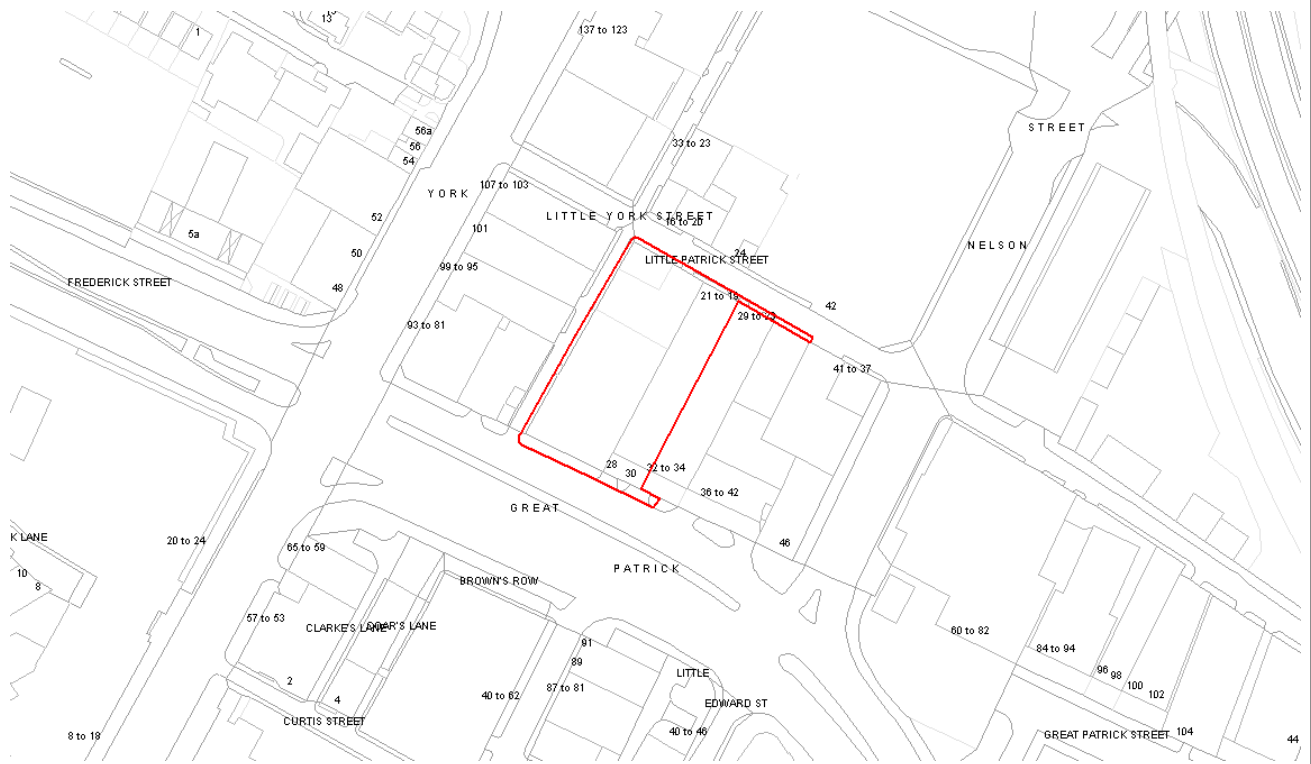 13
1
137 to 123
56a
56
54
STREET
33 to 23
107 to 103
YORK
LITTLE YORK STREET
52
16 to 20
101
5a
NELSON
50
24
LITTLE PATRICK STREET
99 to 95
FREDERICK STREET
48
21 to
42
29 to
93 to 81
41 to 37
28
30
32 to 34
36 to 42
GREAT
K LANE
20 to 24
46
65 to 59
PATRICK
10
8
BROWN'S ROW
57 to 53
CLARKE'S LANE
LANE
60 to 82
91
84 to 94
89
LITTLE
96
98
2
87 to 81
100
4
40 to 62
102
EDWARD ST
CURTIS STREET
8 to 18
40 to 46
GREAT PATRICK STREET
104
44